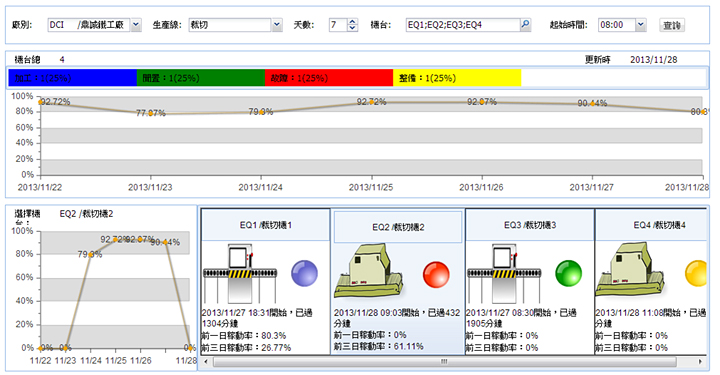 廠別: DCI /鼎誠鐵工廠 生產線: 裁切 天數: 7 機台: EQ1;EQ2;EQ3;EQ4 起始時間: 08:00 查詢
機台總 4 更新時 2013/11/28
加工：1(25%) 閒置：1(25%) 故障：1(25%) 整備：1(25%)
100%
92.72% 77.97% 79.3% 92.72% 92.07% 90.44% 80.3
80%
60%
40%
20%
0%
2013/11/22 2013/11/23 2013/11/24 2013/11/25 2013/11/26 2013/11/27 2013/11/28
選擇機台： EQ2 /裁切機2
100%
92.72% 92.07% 90.44%
80%
79.3%
60%
40%
20%
0%
0% 0% 0%
11/22 11/23 11/24 11/25 11/26 11/28
EQ1 /裁切機1
2013/11/27 18:31開始，已過
1304分鐘
前一日稼動率：80.3%
前三日稼動率：26.77%
EQ2 /裁切機2
2013/11/28 09:03開始，已過432
分鐘
前一日稼動率：0%
前三日稼動率：61.11%
EQ3 /裁切機3
2013/11/27 08:30開始，已過
1905分鐘
前一日稼動率：0%
前三日稼動率：0%
EQ4 /裁切機4
2013/11/28 11:08開始，已過
分鐘
前一日稼動率：0%
前三日稼動率：0%